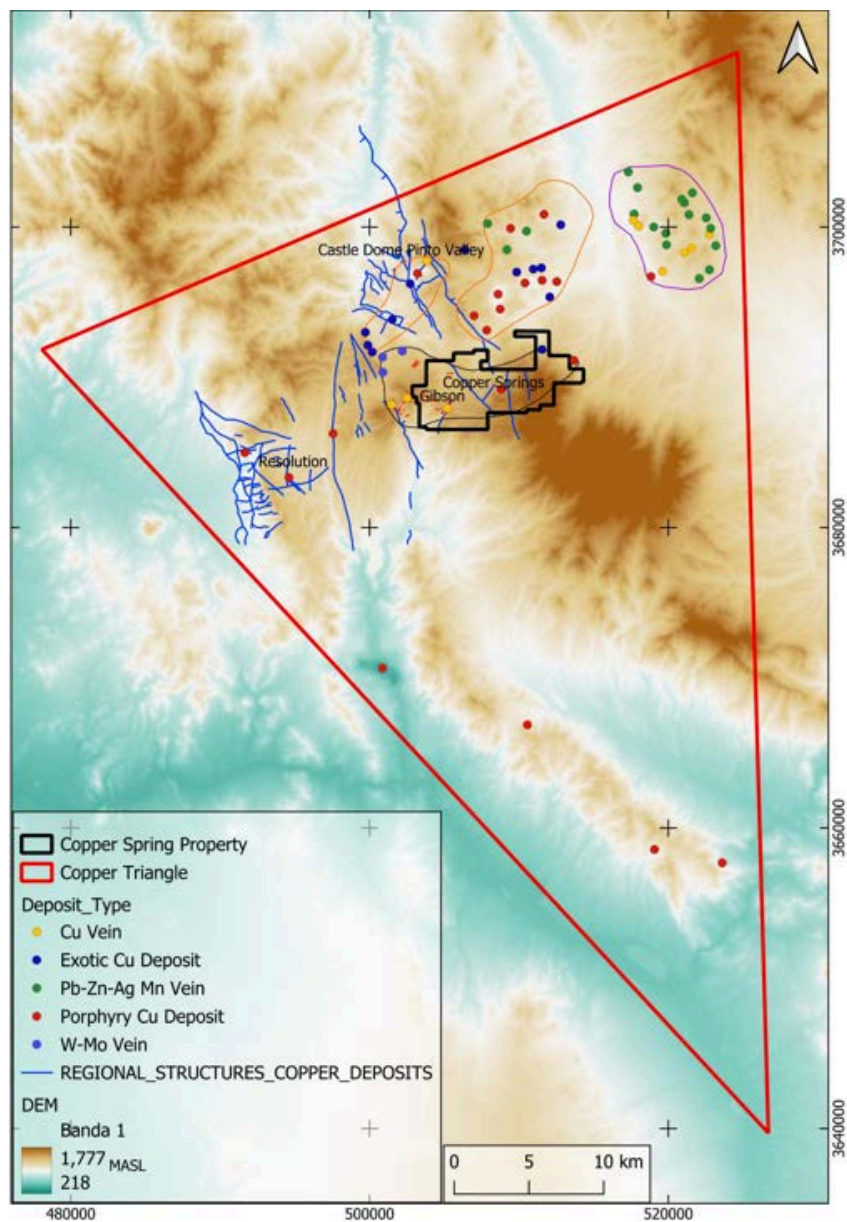 Castle Dome Pinto Valley
Copper Springs
Gibson
Resolution
3700000
3680000
3660000
3640000
Copper Spring Property
Copper Triangle
Deposit_Type
Cu Vein
Exotic Cu Deposit
Pb-Zn-Ag Mn Vein
Porphyry Cu Deposit
W-Mo Vein
REGIONAL_STRUCTURES_COPPER_DEPOSITS
DEM
Banda 1
1,777 MASL
218
0 5 10 km
480000 500000 520000